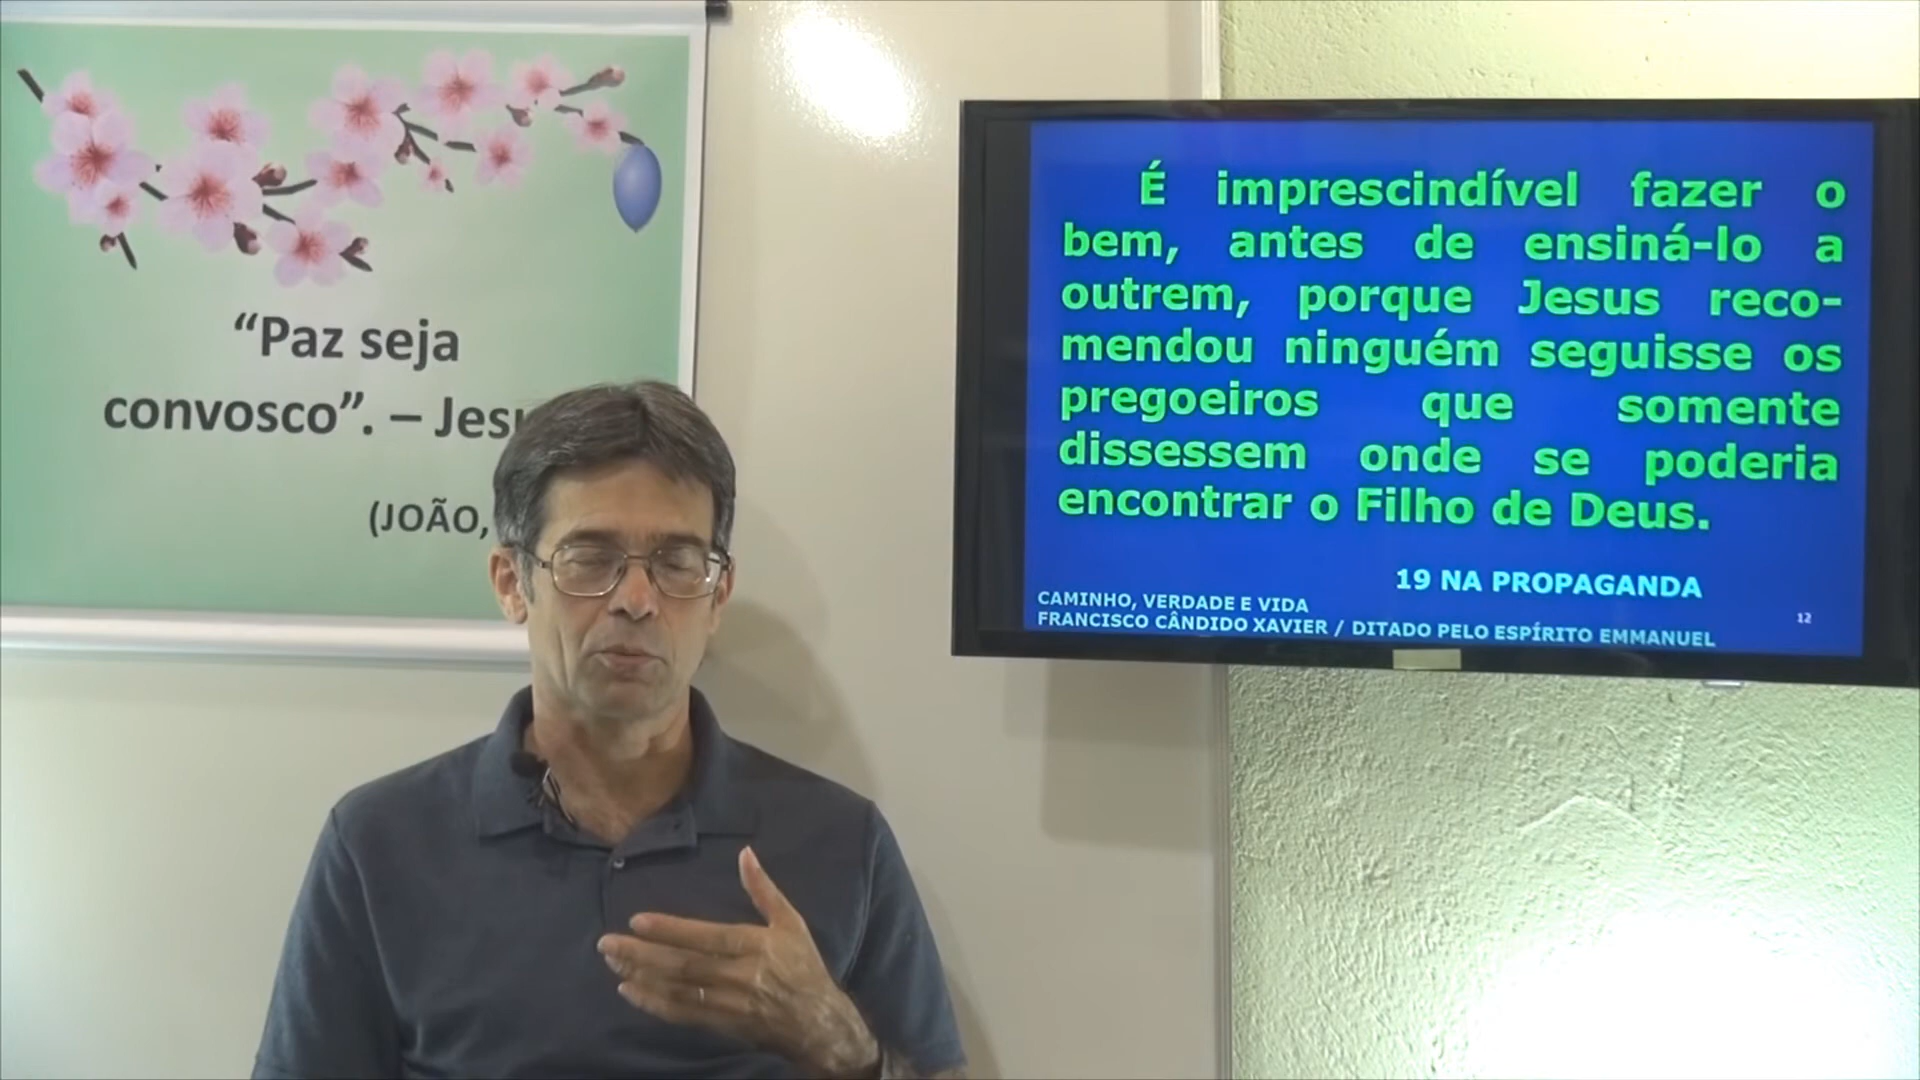 “Paz seja
convosco”. – Jesu
(JOÃO,
É imprescindível fazer o
bem, antes de ensiná-lo a
outrem, porque Jesus reco-
mendou ninguém seguisse os
pregoeiros que somente
dissessem onde se poderia
encontrar o Filho de Deus.
19 NA PROPAGANDA
CAMINHO, VERDADE E VIDA
FRANCISCO CÂNDIDO XAVIER / DITADO PELO ESPÍRITO EMMANUEL
12